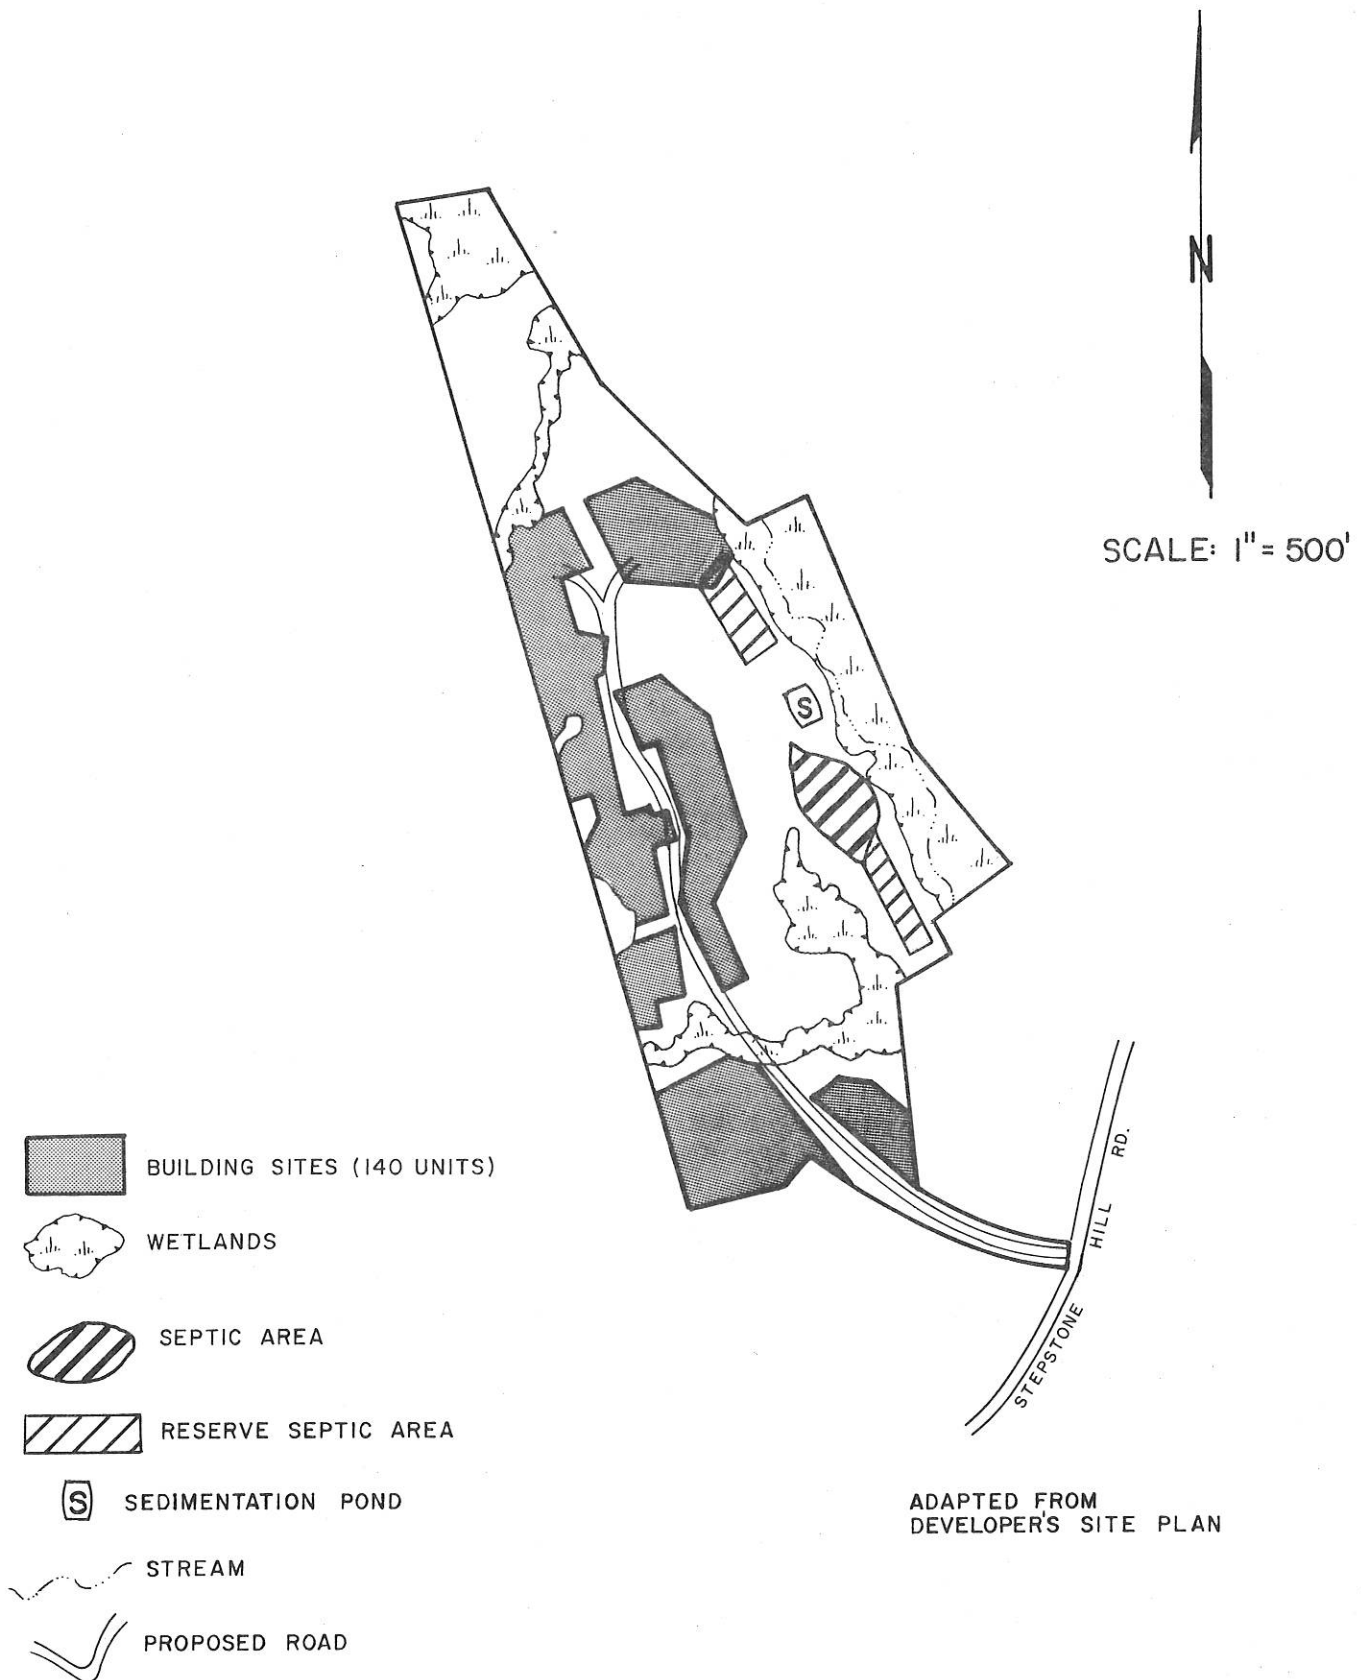 N
SCALE: 1" = 500'
S
BUILDING SITES (140 UNITS)
WETLANDS
SEPTIC AREA
RESERVE SEPTIC AREA
S SEDIMENTATION POND
STREAM
PROPOSED ROAD
STEPSTONE HILL RD.
ADAPTED FROM
DEVELOPER'S SITE PLAN